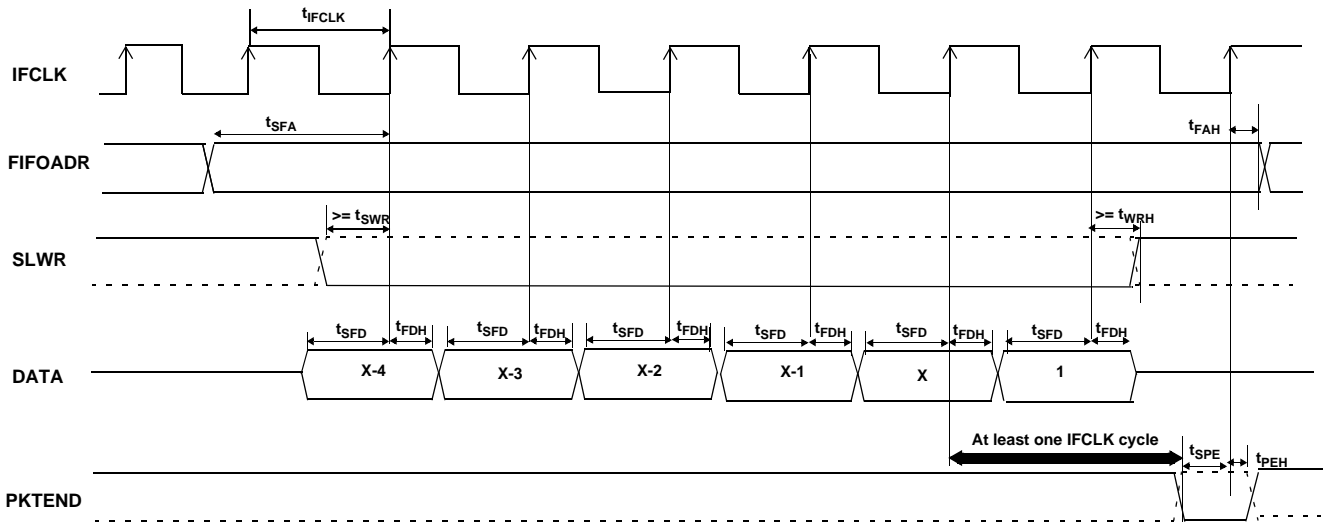 tIFCLK
IFCLK
tSFA
tFAH
FIFOADR
>= tSWR
>= tWRH
SLWR
tSFD tFDH tSFD tFDH tSFD tFDH tSFD tFDH tSFD tFDH tSFD tFDH
DATA
X-4 X-3 X-2 X-1 X 1
At least one IFCLK cycle
tSPE
tPEH
PKTEND